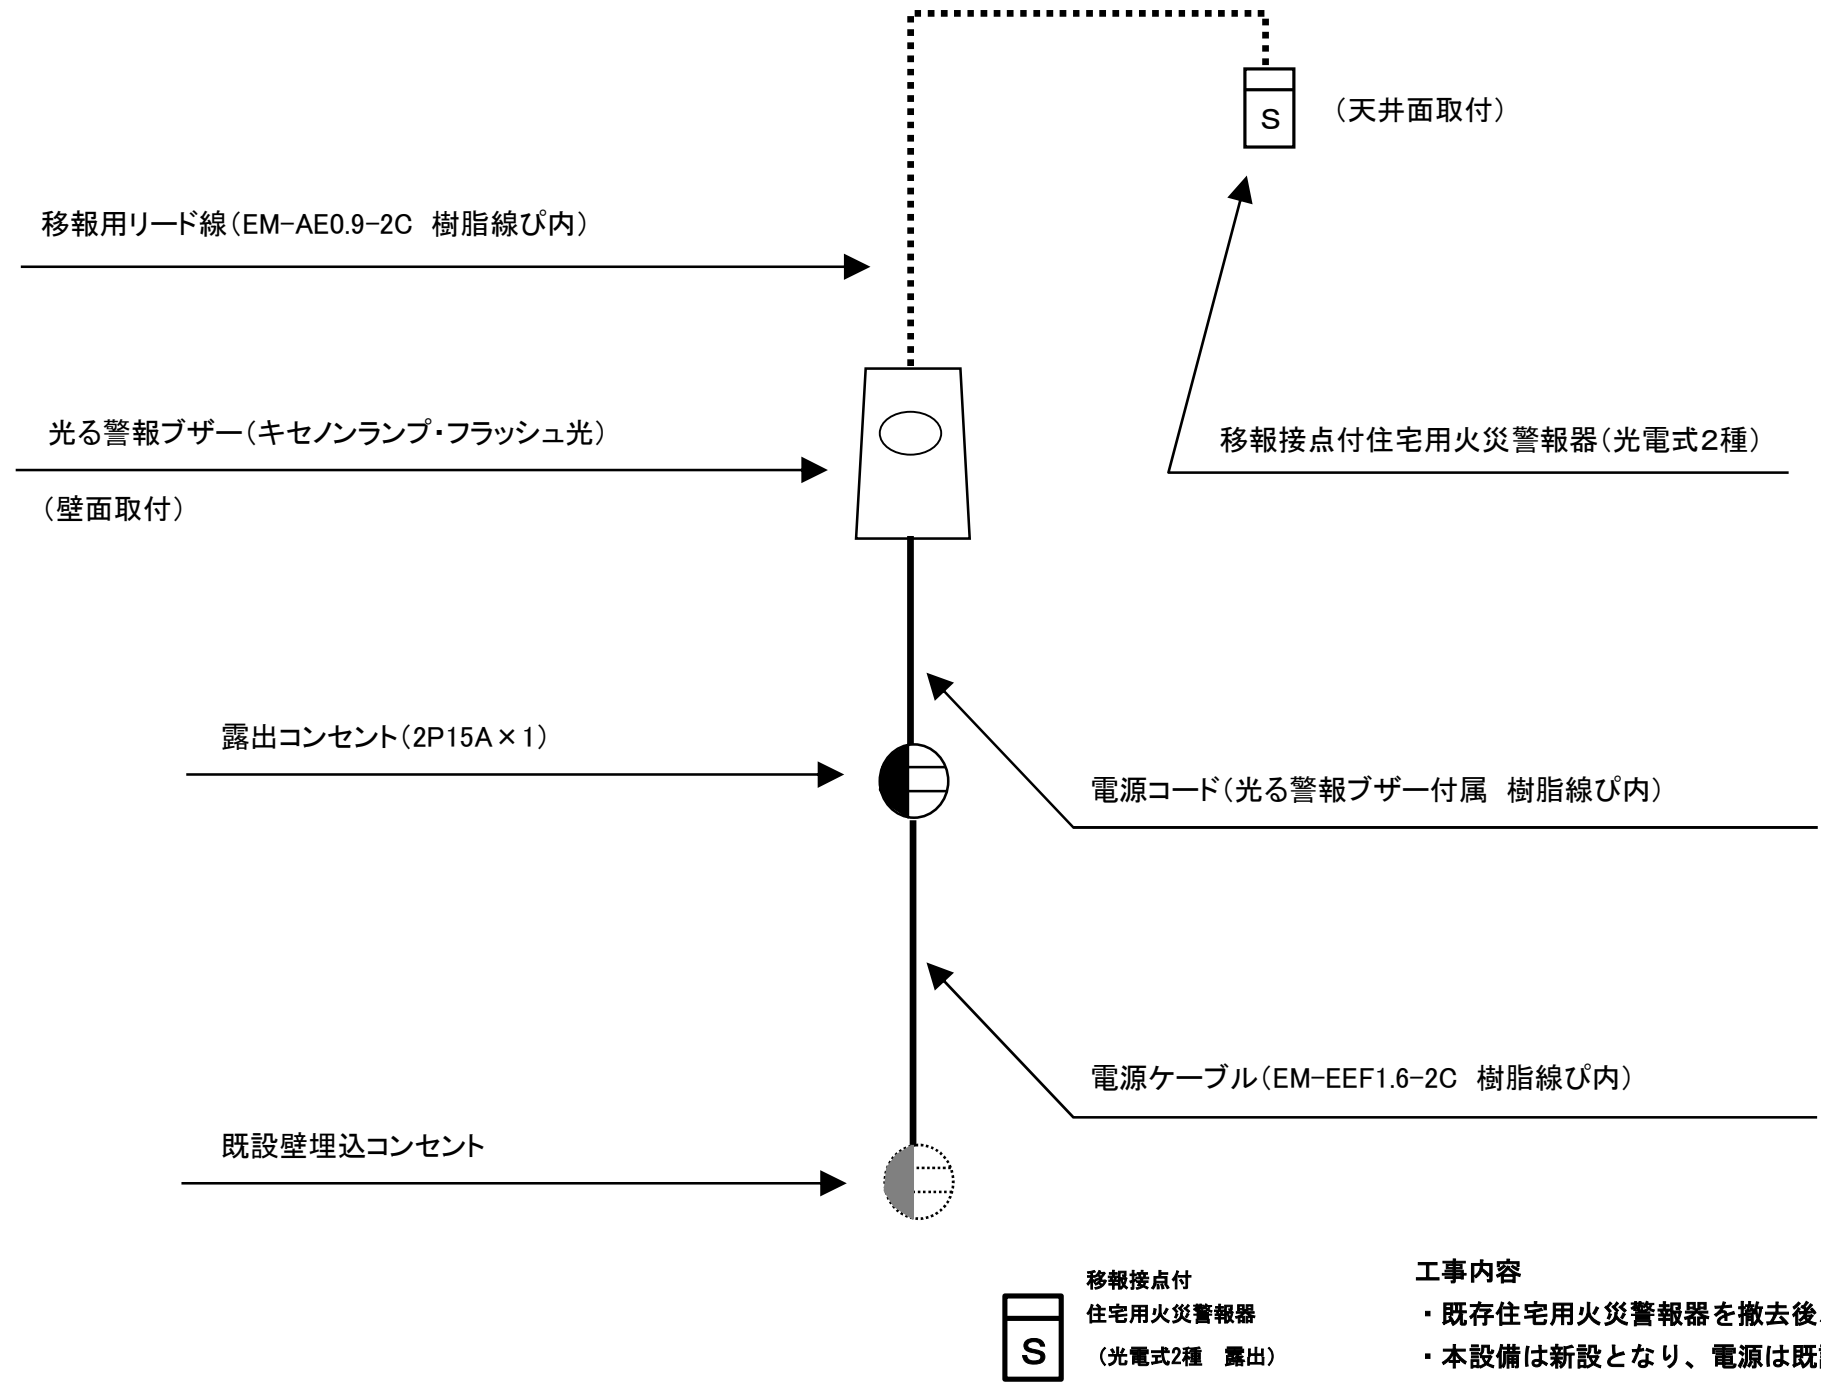 S
（天井面取付）
移報用リード線（EM-AE0.9-2C 樹脂線ぴ内）
光る警報ブザー（キセノンランプ・フラッシュ光）
（壁面取付）
移報接点付住宅用火災警報器（光電式２種）
露出コンセント（2P15A×1）
電源コード（光る警報ブザー付属 樹脂線ぴ内）
電源ケーブル（EM-EEF1.6-2C 樹脂線ぴ内）
既設壁埋込コンセント
移報接点付
住宅用火災警報器
（光電式2種 露出）
S
工事内容
・既存住宅用火災警報器を撤去後
・本設備は新設となり、電源は既